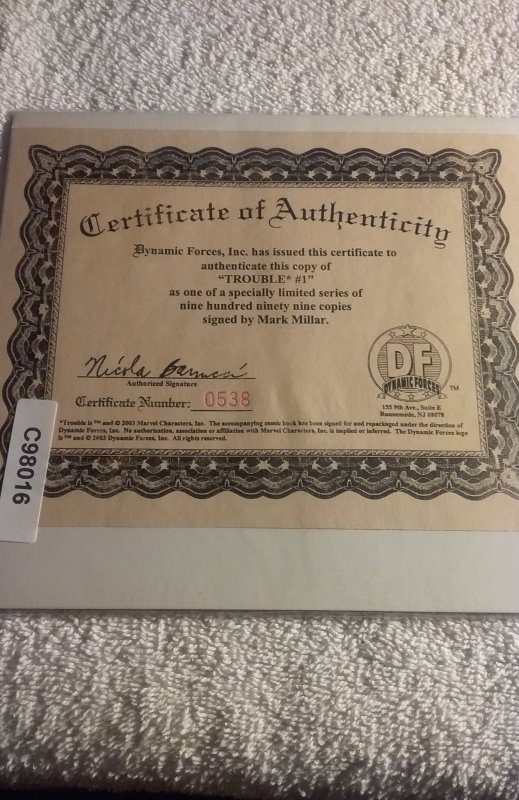 Certificate of Authenticity
Dynamic Forces, Inc. has issued this certificate to
authenticate this copy of
"TROUBLE* #1"
as one of a specially limited series of
nine hundred ninety nine copies
signed by Mark Millar.
Authorized Signature
Certificate Number: 0538
DF
DYNAMIC FORCES
TM
155 9th Ave., Suite E
Runnemede, NJ 08078
*Trouble is ™ and © 2003 Marvel Characters, Inc. The accompanying comic book has been signed for and repackaged under the direction of
Dynamic Forces, Inc. No authorization, association or affiliation with Marvel Characters, Inc. is implied or inferred. The Dynamic Forces logo
is ™ and © 2003 Dynamic Forces, Inc. All rights reserved.
C98016